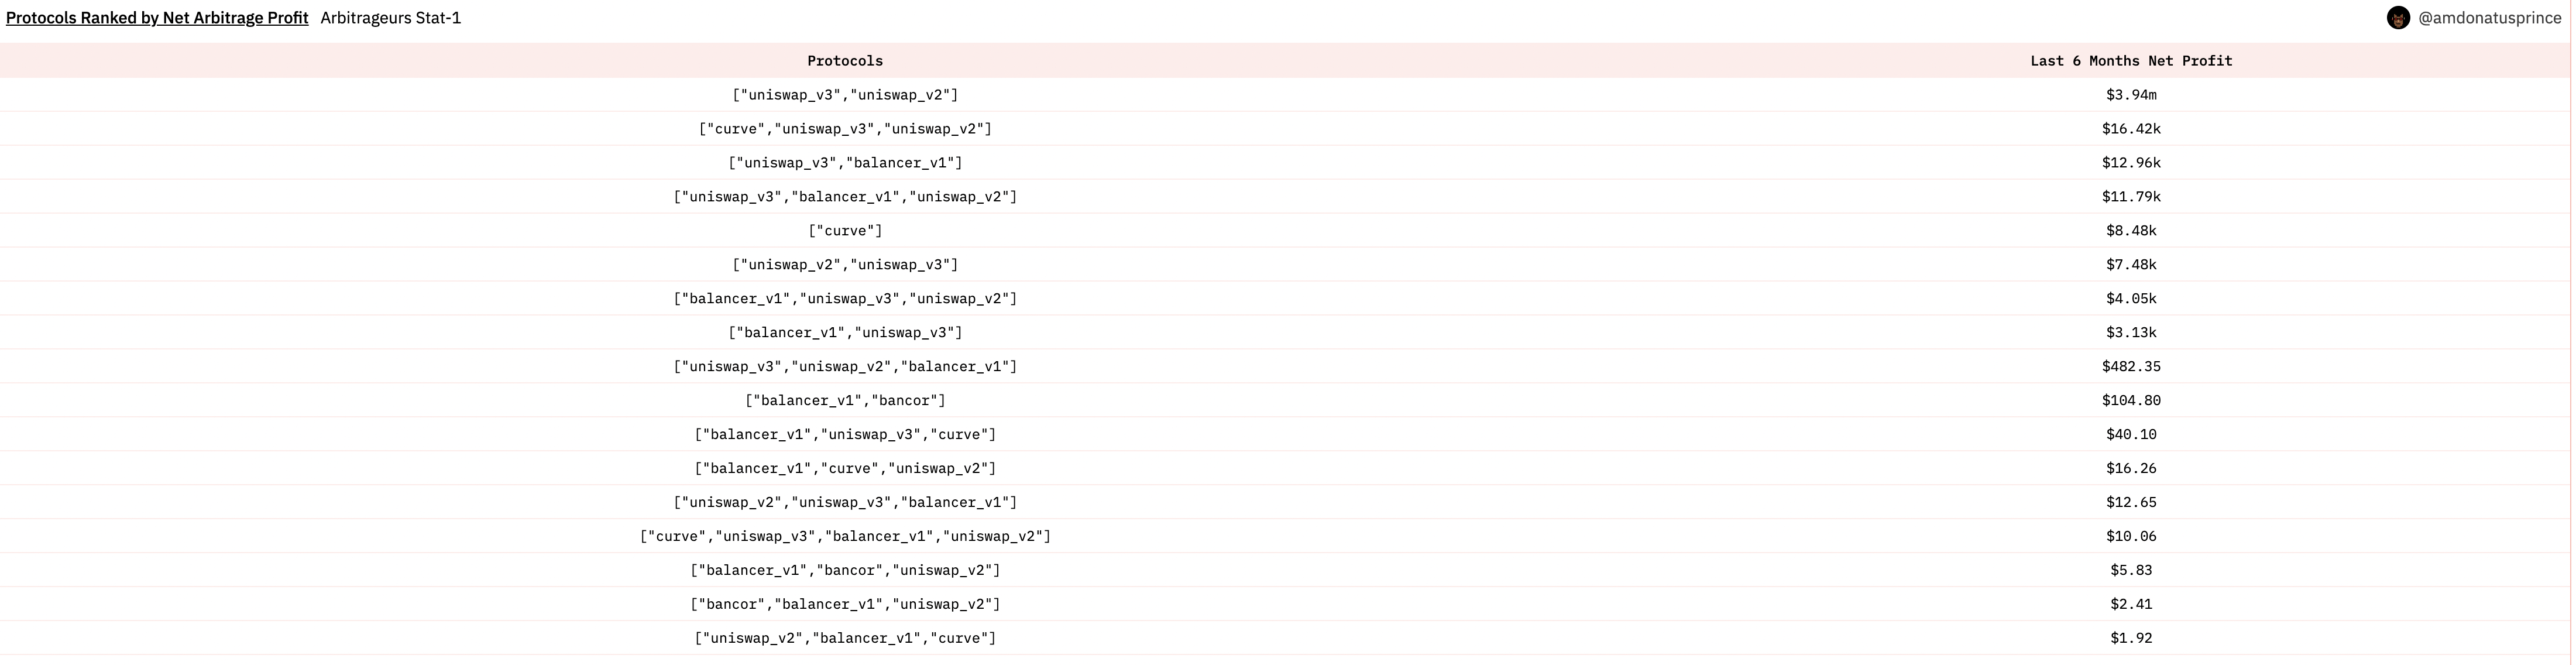 Protocols Ranked by Net Arbitrage Profit Arbitrageurs Stat-1 @amdonatusprince
Protocols Last 6 Months Net Profit
["uniswap_v3","uniswap_v2"] $3.94m
["curve","uniswap_v3","uniswap_v2"] $16.42k
["uniswap_v3","balancer_v1"] $12.96k
["uniswap_v3","balancer_v1","uniswap_v2"] $11.79k
["curve"] $8.48k
["uniswap_v2","uniswap_v3"] $7.48k
["balancer_v1","uniswap_v3","uniswap_v2"] $4.05k
["balancer_v1","uniswap_v3"] $3.13k
["uniswap_v3","uniswap_v2","balancer_v1"] $482.35
["balancer_v1","bancor"] $104.80
["balancer_v1","uniswap_v3","curve"] $40.10
["balancer_v1","curve","uniswap_v2"] $16.26
["uniswap_v2","uniswap_v3","balancer_v1"] $12.65
["curve","uniswap_v3","balancer_v1","uniswap_v2"] $10.06
["balancer_v1","bancor","uniswap_v2"] $5.83
["bancor","balancer_v1","uniswap_v2"] $2.41
["uniswap_v2","balancer_v1","curve"] $1.92